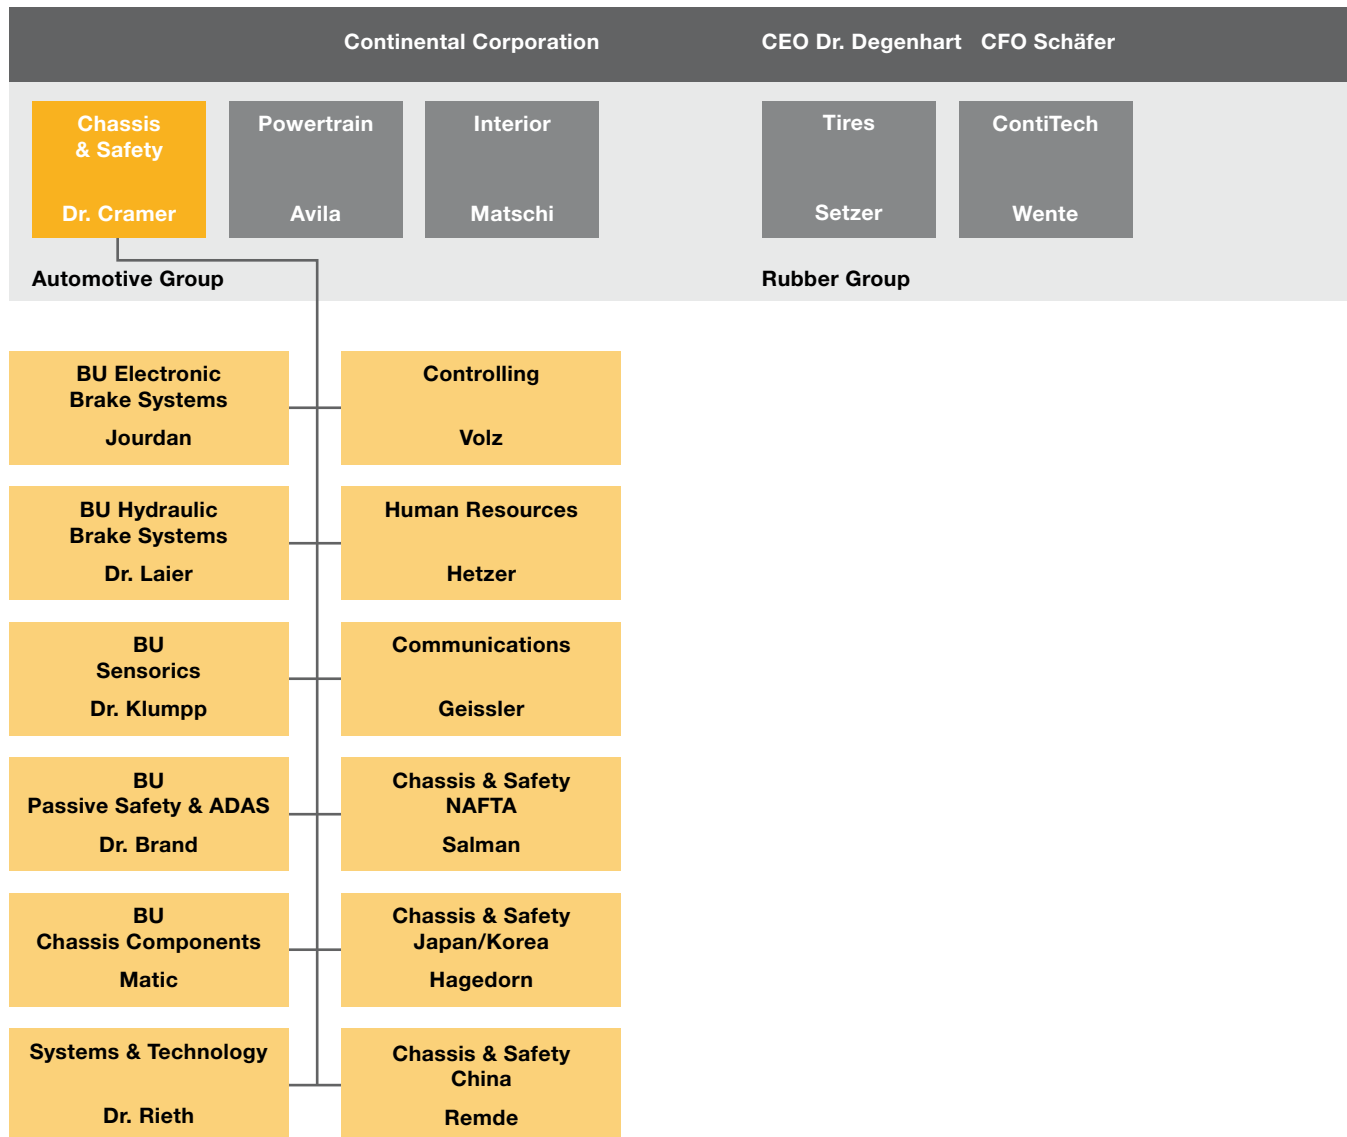 Continental Corporation
CEO Dr. Degenhart CFO Schäfer
Chassis
& Safety
Dr. Cramer
Powertrain
Avila
Interior
Matschi
Tires
Setzer
ContiTech
Wente
Automotive Group
Rubber Group
BU Electronic
Brake Systems
Jourdan
Controlling
Volz
BU Hydraulic
Brake Systems
Dr. Laier
Human Resources
Hetzer
BU
Sensorics
Dr. Klumpp
Communications
Geissler
BU
Passive Safety & ADAS
Dr. Brand
Chassis & Safety
NAFTA
Salman
BU
Chassis Components
Matic
Chassis & Safety
Japan/Korea
Hagedorn
Systems & Technology
Dr. Rieth
Chassis & Safety
China
Remde